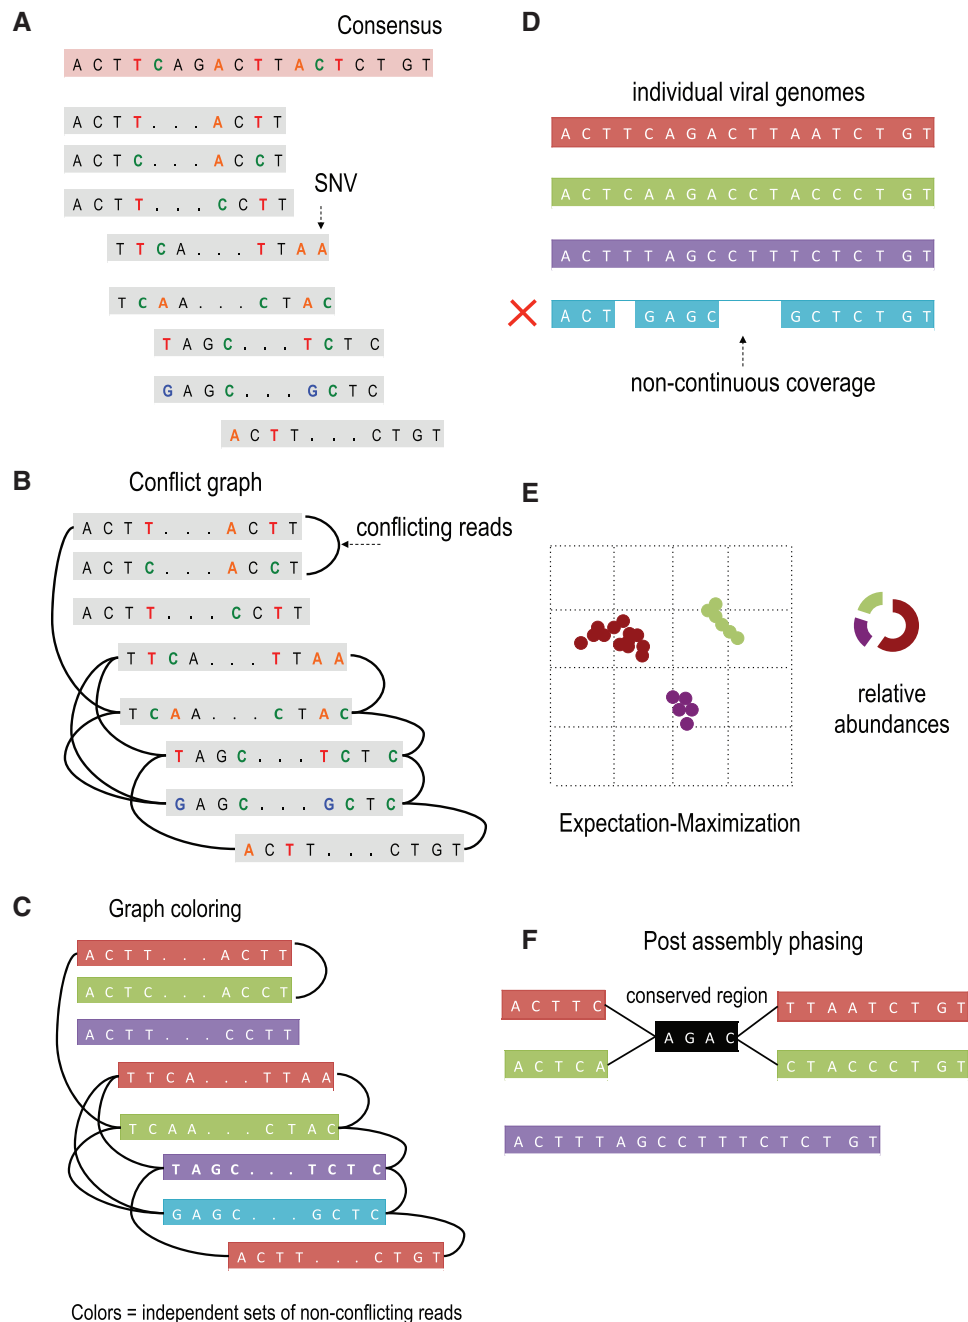 A
Consensus
A C T T C A G A C T T A C T C T G T
A C T T . . . A C T T
A C T C . . . A C C T
A C T T . . . C C T T
SNV
T T C A . . . T T A A
T C A A . . . C T A C
T A G C . . . T C T C
G A G C . . . G C T C
A C T T . . . C T G T
B
Conflict graph
A C T T . . . A C T T
conflicting reads
A C T C . . . A C C T
A C T T . . . C C T T
T T C A . . . T T A A
T C A A . . . C T A C
T A G C . . . T C T C
G A G C . . . G C T C
A C T T . . . C T G T
C
Graph coloring
A C T T . . . A C T T
A C T C . . . A C C T
A C T T . . . C C T T
T T C A . . . T T A A
T C A A . . . C T A C
T A G C . . . T C T C
G A G C . . . G C T C
A C T T . . . C T G T
Colors = independent sets of non-conflicting reads
D
individual viral genomes
A C T T C A G A C T T A A T C T G T
A C T C A A G A C C T A C C C T G T
A C T T T A G C C T T T C T C T G T
A C T G A G C G C T C T G T
non-continuous coverage
E
relative
abundances
Expectation-Maximization
F
Post assembly phasing
conserved region
A C T T C
A G A C
T T A A T C T G T
A C T C A
C T A C C C T G T
A C T T T A G C C T T T C T C T G T